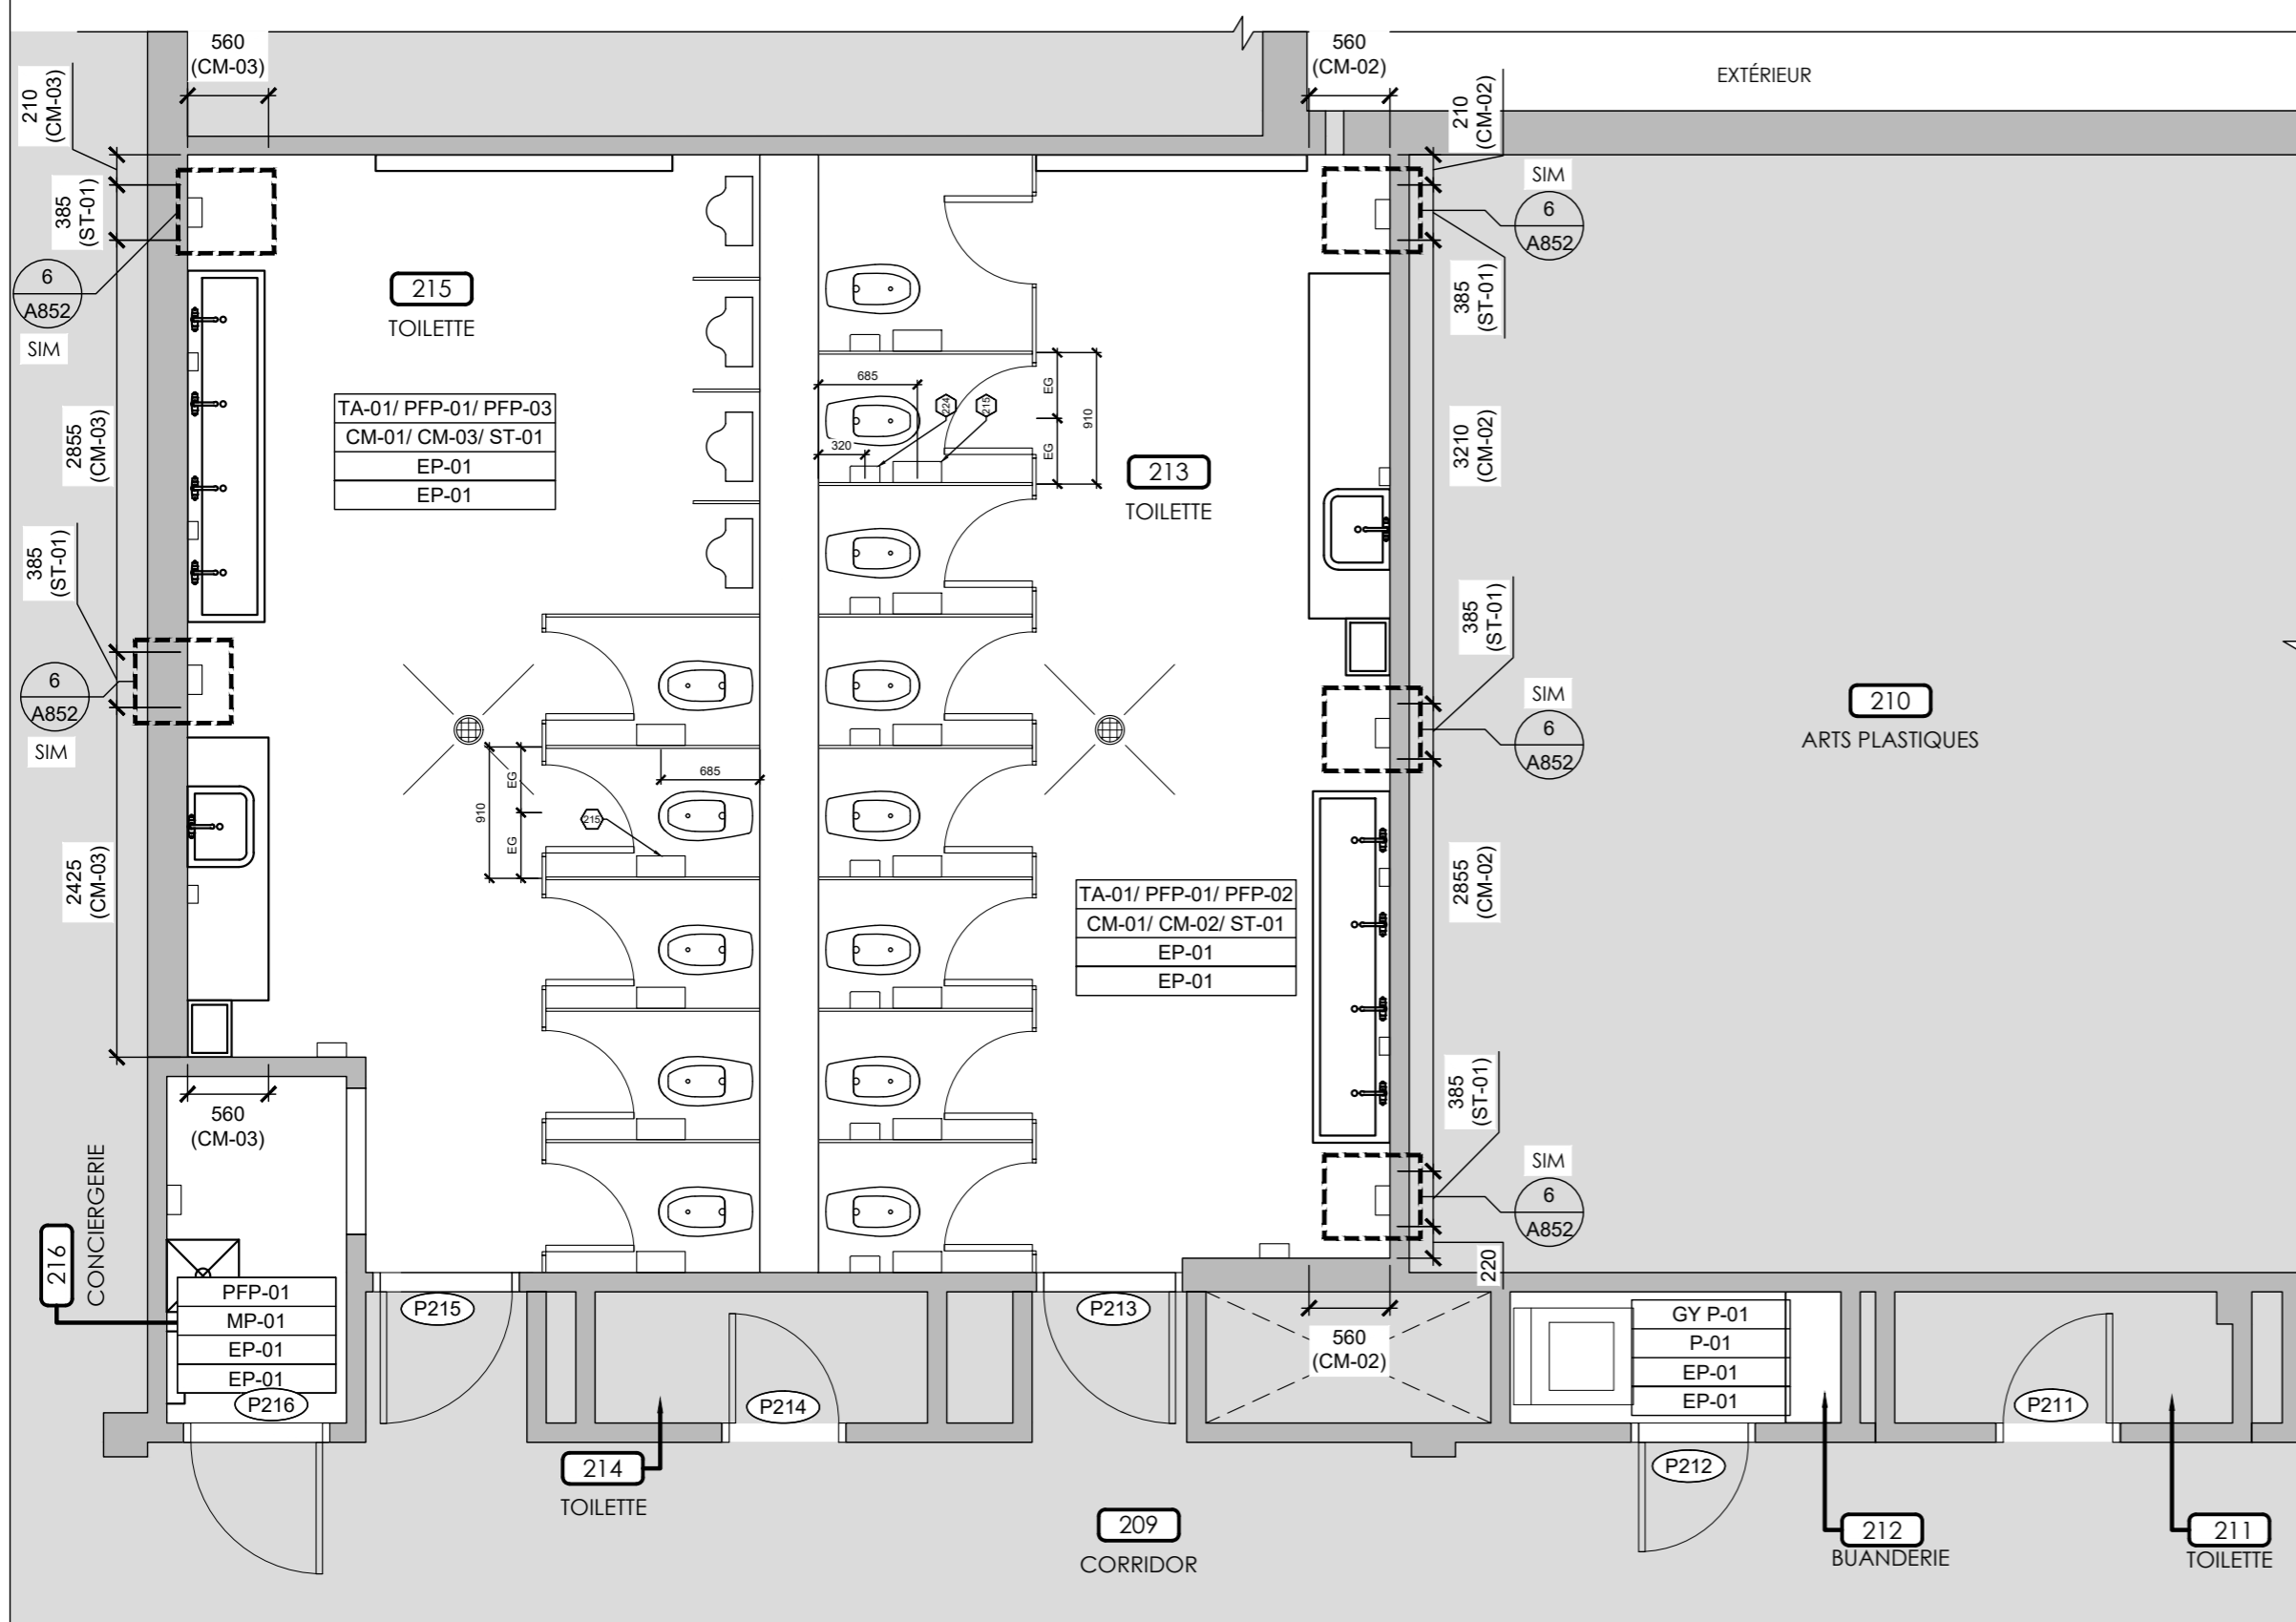 560
(CM-03)
560
(CM-02)
EXTÉRIEUR
210
(CM-03)
210
(CM-02)
385
(ST-01)
SIM
6
A852
385
(ST-01)
6
A852
SIM
215
TOILETTE
TA-01/ PFP-01/ PFP-03
CM-01/ CM-03/ ST-01
EP-01
EP-01
685
320
224
215
EG
EG
910
213
TOILETTE
2855
(CM-03)
3210
(CM-02)
385
(ST-01)
385
(ST-01)
6
A852
SIM
SIM
6
A852
210
ARTS PLASTIQUES
685
910
EG
EG
215
2425
(CM-03)
2855
(CM-02)
TA-01/ PFP-01/ PFP-02
CM-01/ CM-02/ ST-01
EP-01
EP-01
560
(CM-03)
385
(ST-01)
SIM
6
A852
220
216
CONCIERGERIE
PFP-01
MP-01
EP-01
EP-01
P216
P215
P214
P213
560
(CM-02)
GY P-01
P-01
EP-01
EP-01
P211
P212
214
TOILETTE
209
CORRIDOR
212
BUANDERIE
211
TOILETTE